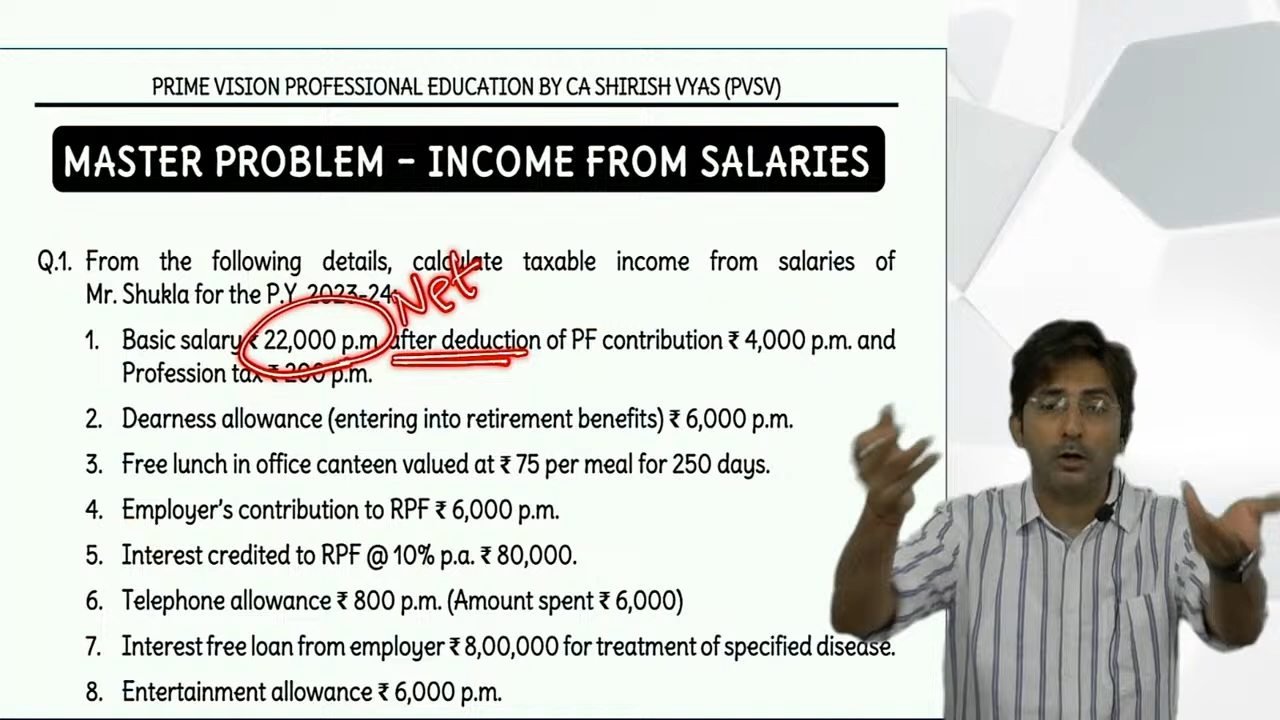 PRIME VISION PROFESSIONAL EDUCATION BY CA SHIRISH VYAS (PVSV)
MASTER PROBLEM – INCOME FROM SALARIES
Q.1. From the following details, calculate taxable income from salaries of
Mr. Shukla for the P.Y. 2023-24:
Net
1. Basic salary ₹ 22,000 p.m. after deduction of PF contribution ₹ 4,000 p.m. and
Profession tax ₹ 200 p.m.
2. Dearness allowance (entering into retirement benefits) ₹ 6,000 p.m.
3. Free lunch in office canteen valued at ₹ 75 per meal for 250 days.
4. Employer's contribution to RPF ₹ 6,000 p.m.
5. Interest credited to RPF @ 10% p.a. ₹ 80,000.
6. Telephone allowance ₹ 800 p.m. (Amount spent ₹ 6,000)
7. Interest free loan from employer ₹ 8,00,000 for treatment of specified disease.
8. Entertainment allowance ₹ 6,000 p.m.